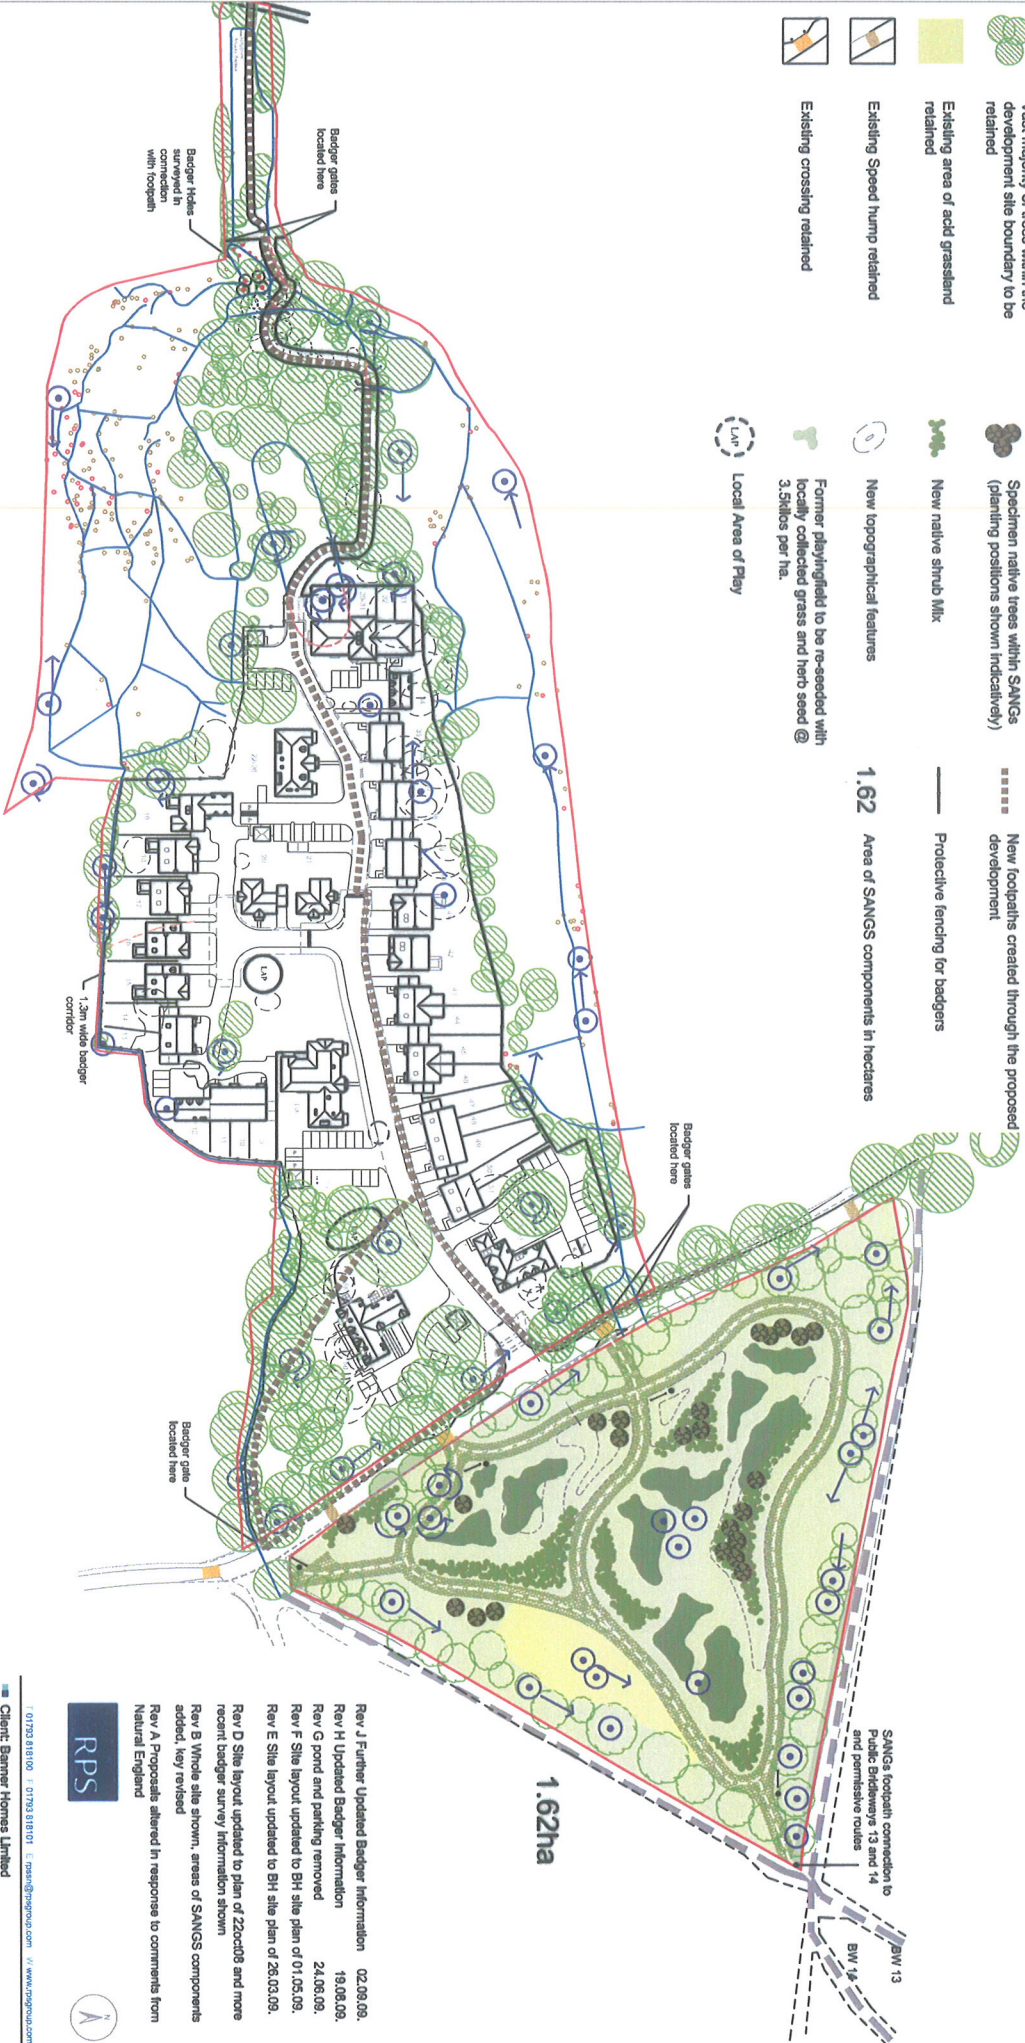 development site boundary to be
retained
Existing area of acid grassland
retained
Existing Speed hump retained
Existing crossing retained
Specimen native trees within SANGs
(planting positions shown indicatively)
New native shrub Mix
New topographical features
Former playingfield to be re-seeded with
locally collected grass and herb seed @
3.5kilos per ha.
LAP
Local Area of Play
New footpaths created through the proposed
development
Protective fencing for badgers
1.62
Area of SANGS components in hectares
Badger gates
located here
Badger Holes
surveyed in
connection
with footpath
LAP
1.3m wide badger
corridor
Badger gates
located here
Badger gate
located here
SANGs footpath connection to
Public Bridleways 13 and 14
and permissive routes
BW 13
BW 14
1.62ha
Rev J Further Updated Badger Information 02.09.09.
Rev H Updated Badger Information 19.08.09.
Rev G pond and parking removed 24.06.09.
Rev F Site layout updated to BH site plan of 01.05.09.
Rev E Site layout updated to BH site plan of 26.03.09.
Rev D Site layout updated to plan of 22oct08 and more
recent badger survey information shown
Rev B Whole site shown, areas of SANGS components
added, key revised
Rev A Proposals altered in response to comments from
Natural England
RPS
N
T 01793 818100 F 01793 818101 E rpssn@rpsgroup.com W www.rpsgroup.com
Client: Banner Homes Limited